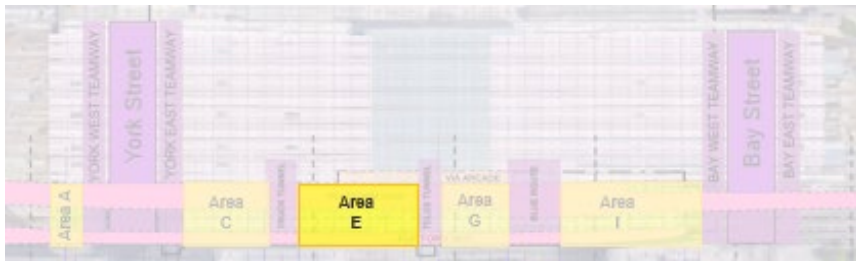 YORK WEST TEAMWAY
York Street
YORK EAST TEAMWAY
BAY WEST TEAMWAY
Bay Street
BAY EAST TEAMWAY
VIA ARCADE
Area A
Area
C
Area
E
Area
G
Area
I